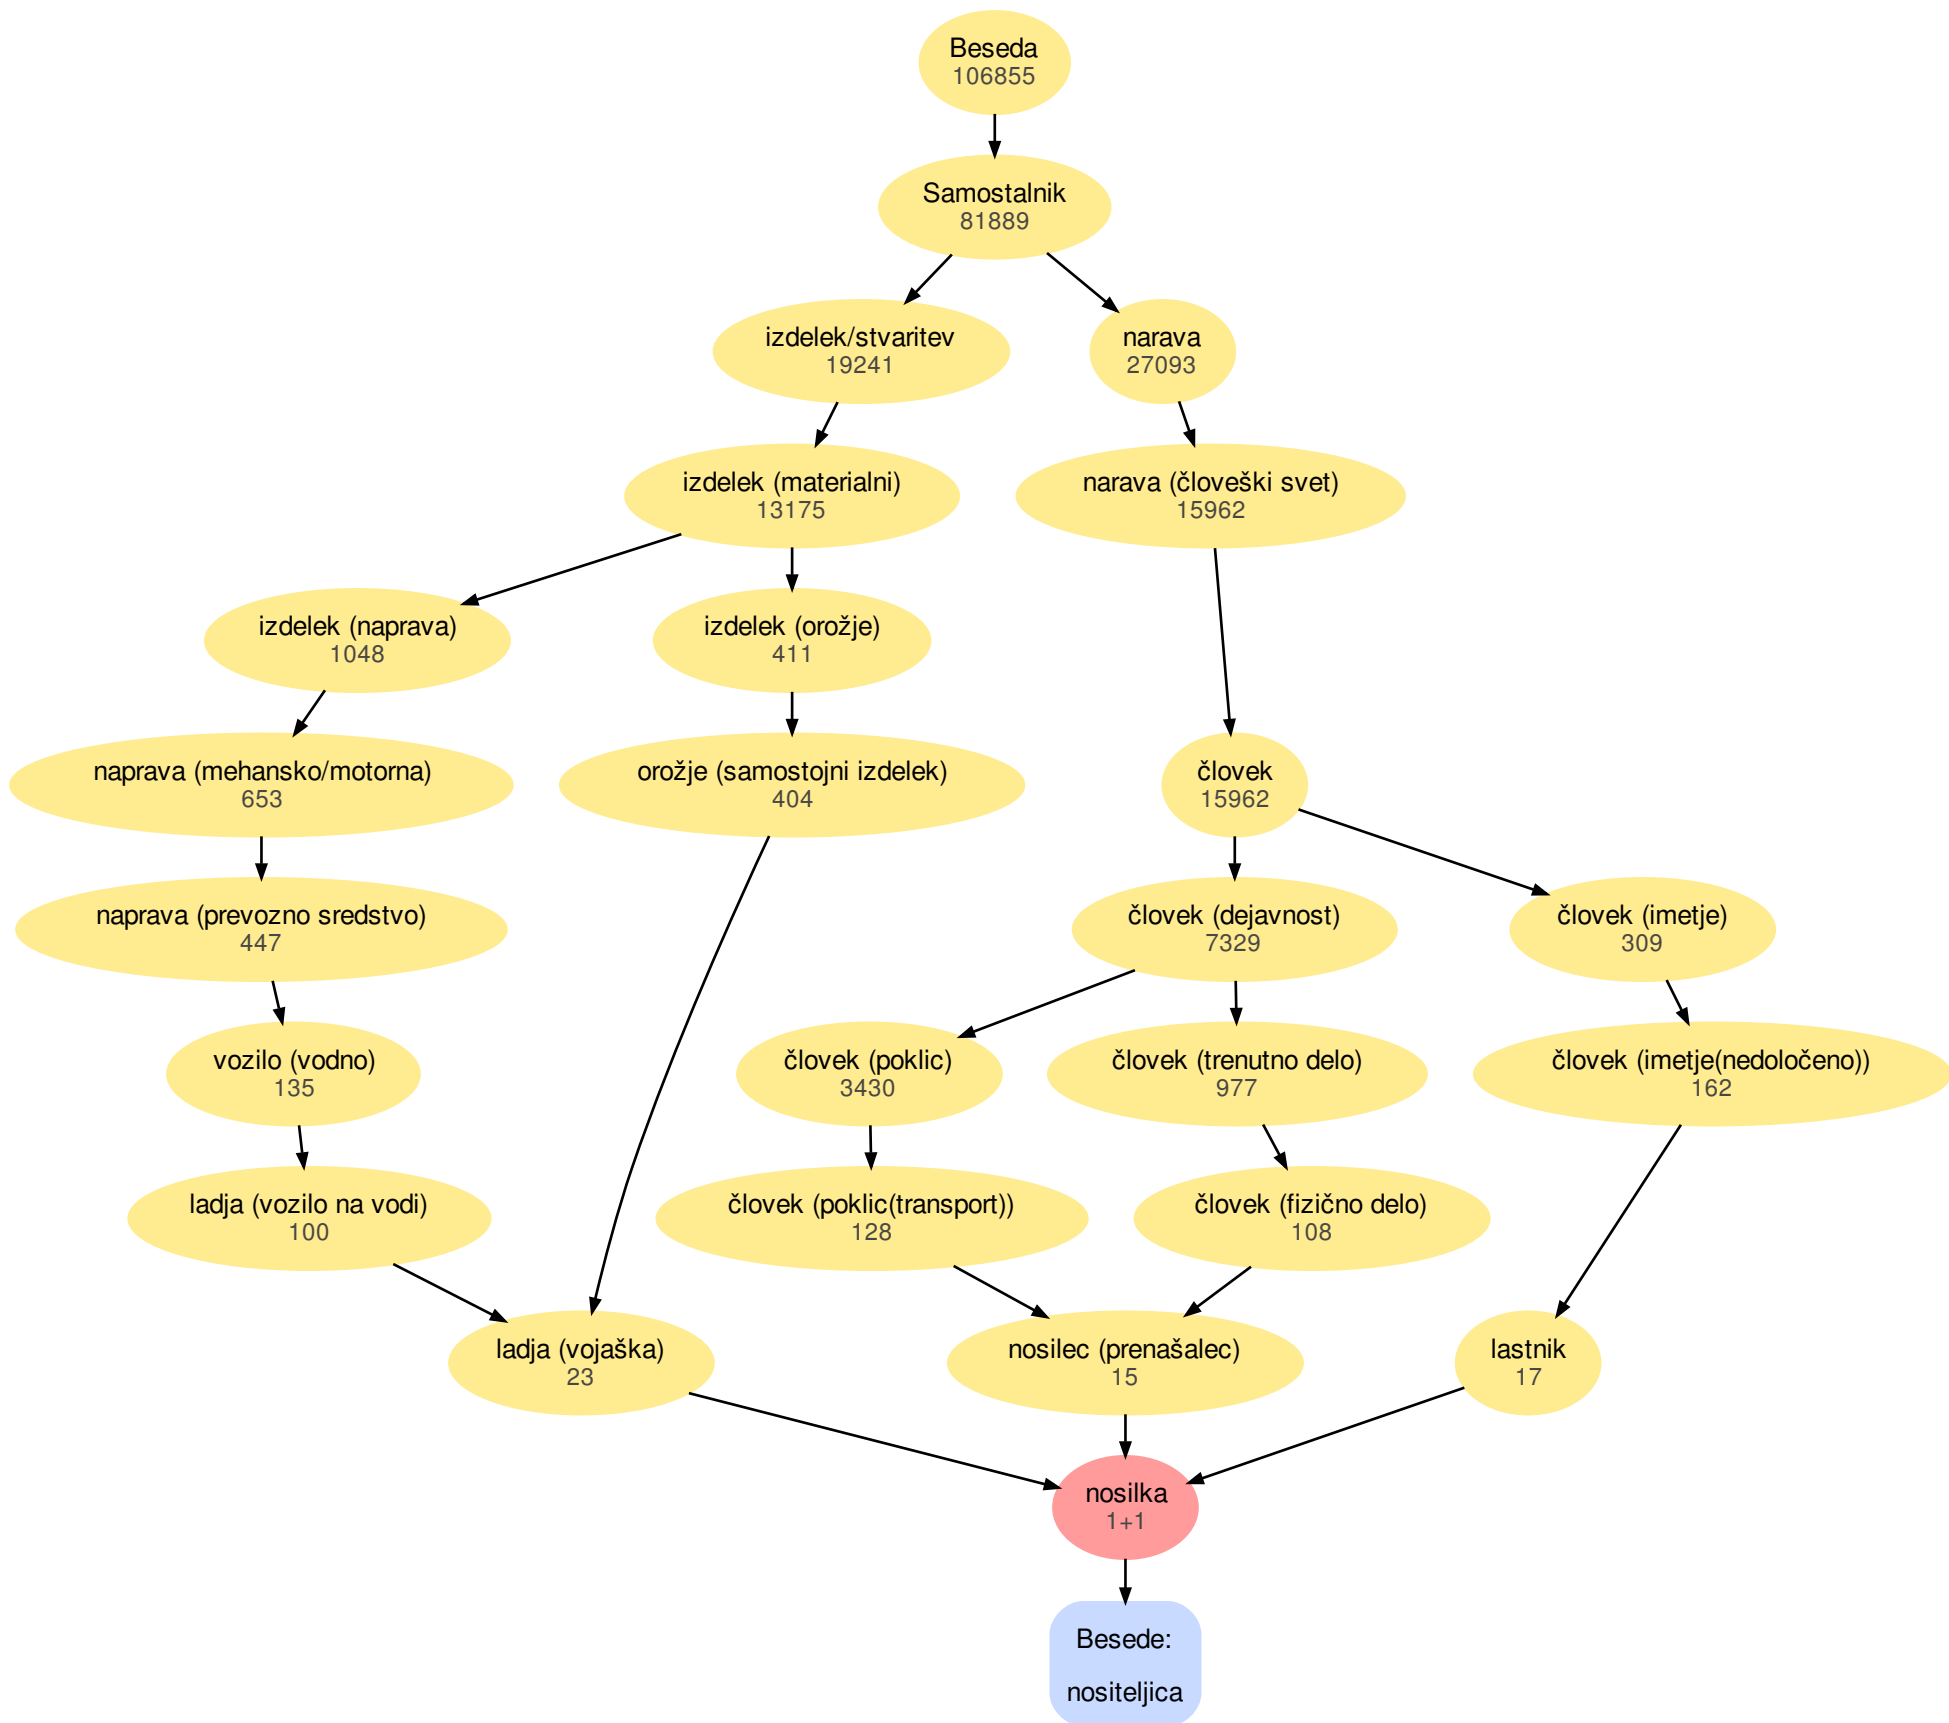 Beseda
106855
Samostalnik
81889
izdelek/stvaritev
19241
narava
27093
izdelek (materialni)
13175
narava (človeški svet)
15962
izdelek (naprava)
1048
izdelek (orožje)
411
naprava (mehansko/motorna)
653
orožje (samostojni izdelek)
404
človek
15962
naprava (prevozno sredstvo)
447
človek (dejavnost)
7329
človek (imetje)
309
vozilo (vodno)
135
človek (poklic)
3430
človek (trenutno delo)
977
človek (imetje(nedoločeno))
162
ladja (vozilo na vodi)
100
človek (poklic(transport))
128
človek (fizično delo)
108
ladja (vojaška)
23
nosilec (prenašalec)
15
lastnik
17
nosilka
1+1
Besede:
nositeljica